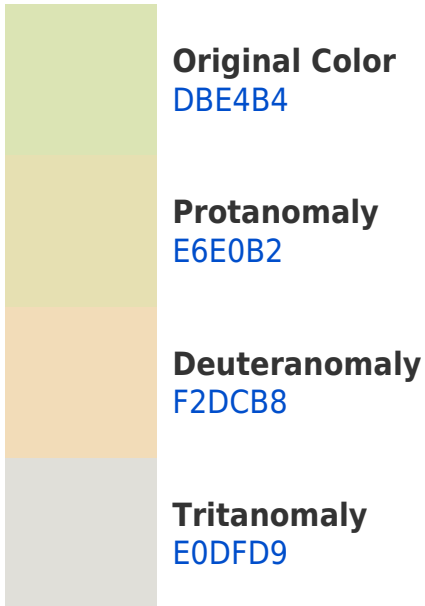 Original Color
DBE4B4
Protanomaly
E6E0B2
Deuteranomaly
F2DCB8
Tritanomaly
E0DFD9